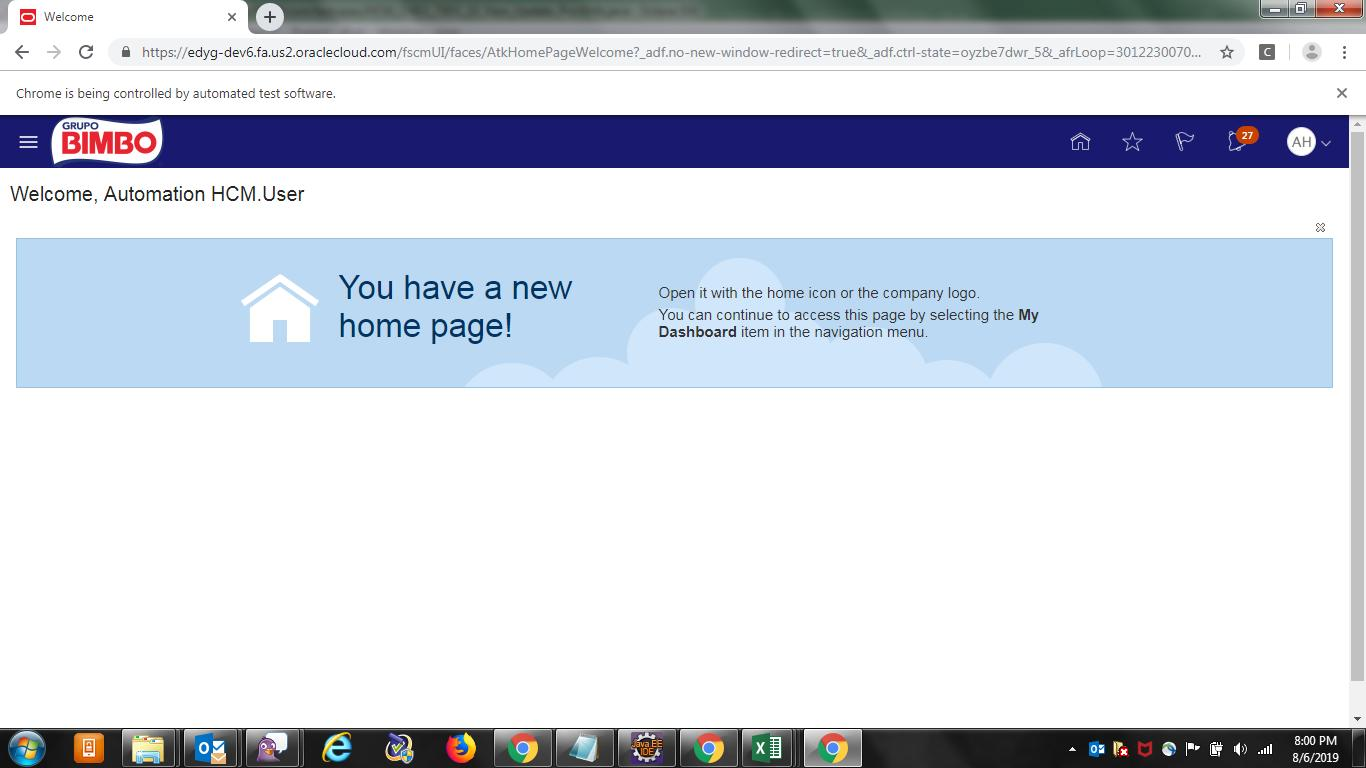 Welcome
https://edyg-dev6.fa.us2.oraclecloud.com/fscmUI/faces/AtkHomePageWelcome?_adf.no-new-window-redirect=true&_adf.ctrl-state=oyzbe7dwr_5&_afrLoop=3012230070...
C
Chrome is being controlled by automated test software.
GRUPO
BIMBO
27
AH
Welcome, Automation HCM.User
You have a new
home page!
Open it with the home icon or the company logo.
You can continue to access this page by selecting the My
Dashboard item in the navigation menu.
Java EE
IDE
8:00 PM
8/6/2019